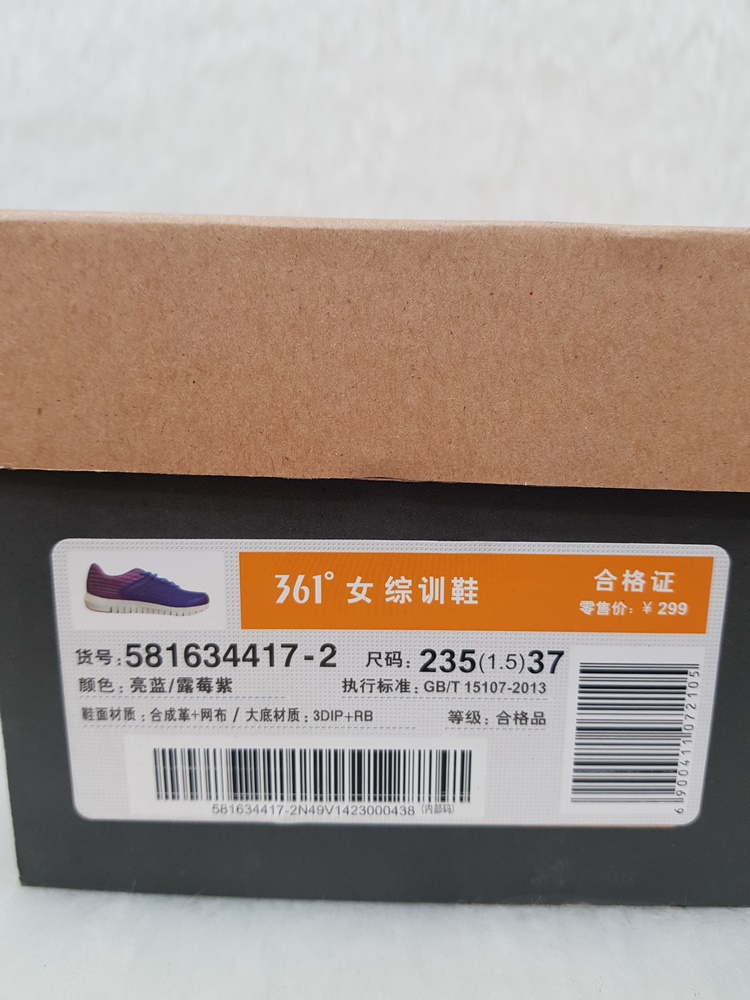 361° 女 综训鞋
合格证
零售价：￥ 299
货号:581634417-2 尺码: 235(1.5)37
颜色：亮蓝/露莓紫 执行标准：GB/T 15107-2013
鞋面材质：合成革+网布 / 大底材质：3DIP+RB 等级：合格品
581634417-2N49V1423000438 (内部码)
6900411072105